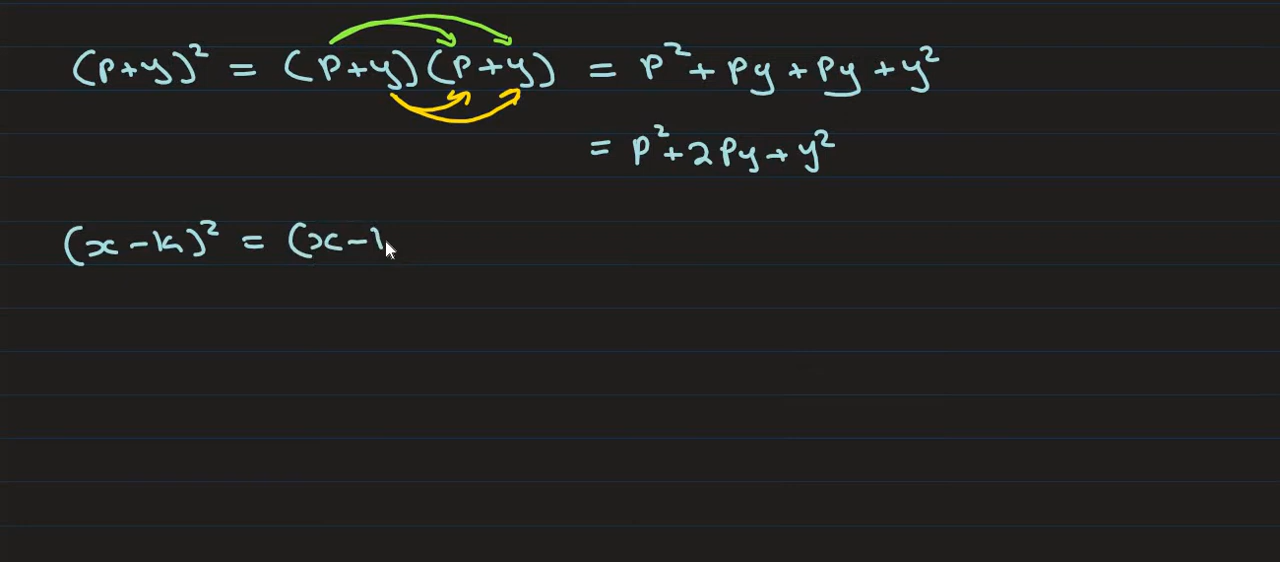 (p+y)² = (p+y)(p+y) = p² + py + py + y²
= p² + 2py + y²
(x - k)² = (x -